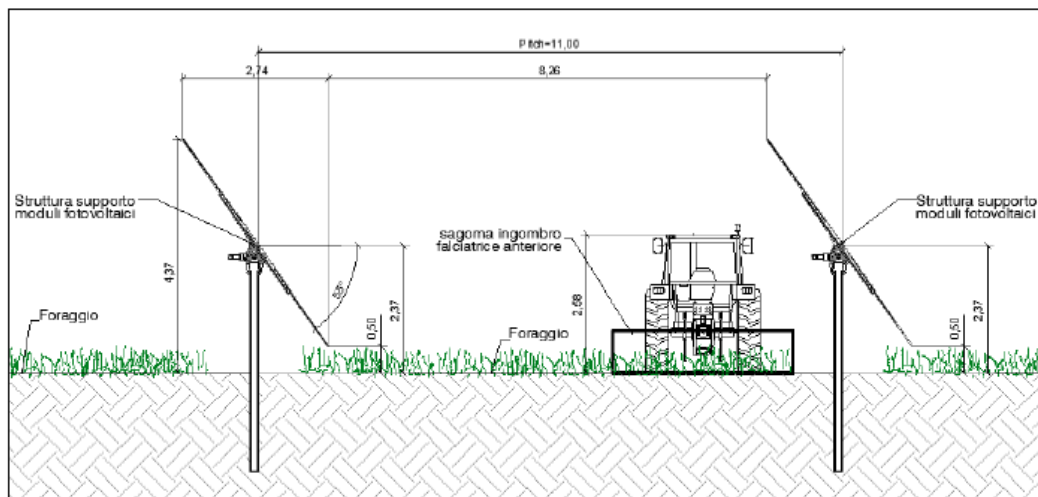 Pitch=11,00
2,74
8,26
Struttura supporto
moduli fotovoltaici
Struttura supporto
moduli fotovoltaici
sagoma ingombro
falciatrice anteriore
4,37
55°
2,37
2,68
2,37
0,50
0,50
Foraggio
Foraggio